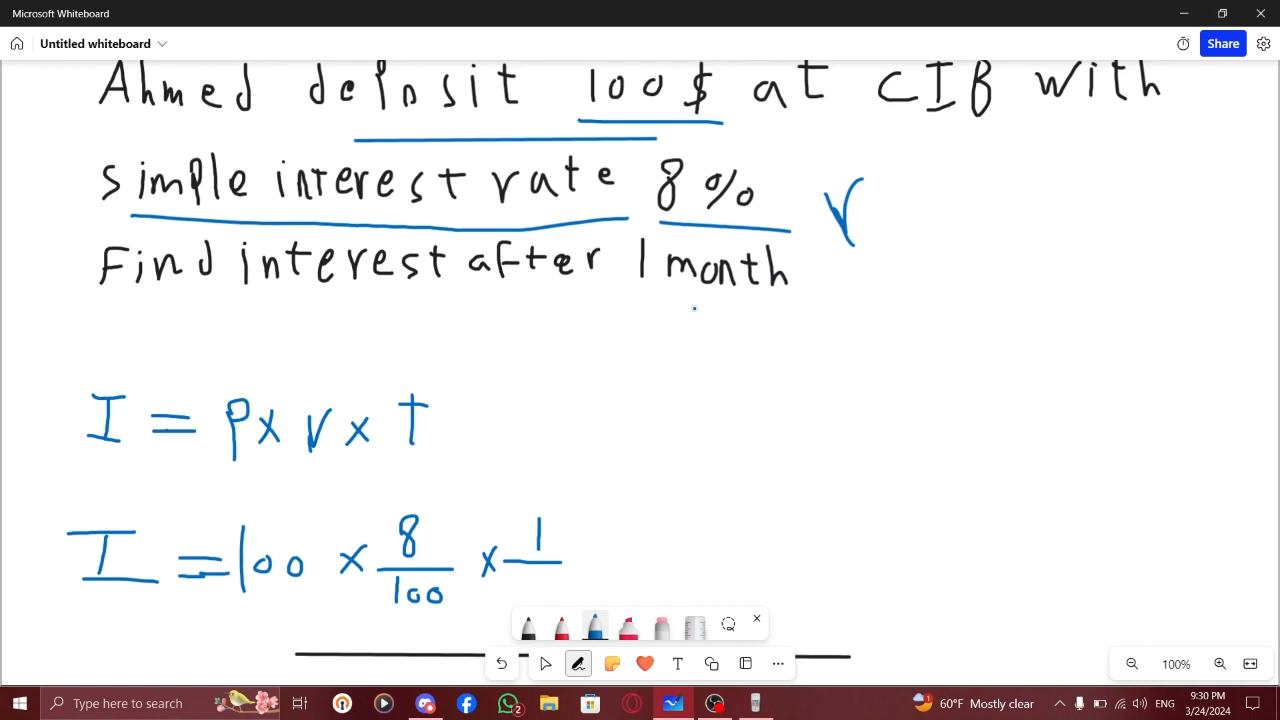 Microsoft Whiteboard
Untitled whiteboard
Share
Ahmed deposit 100$ at CIB with
simple interest rate 8% r
Find interest after 1 month
I = P x r x T
I = 100 x 8/100 x 1/
100%
Type here to search
2
1
60°F Mostly clear
ENG
9:30 PM
3/24/2024